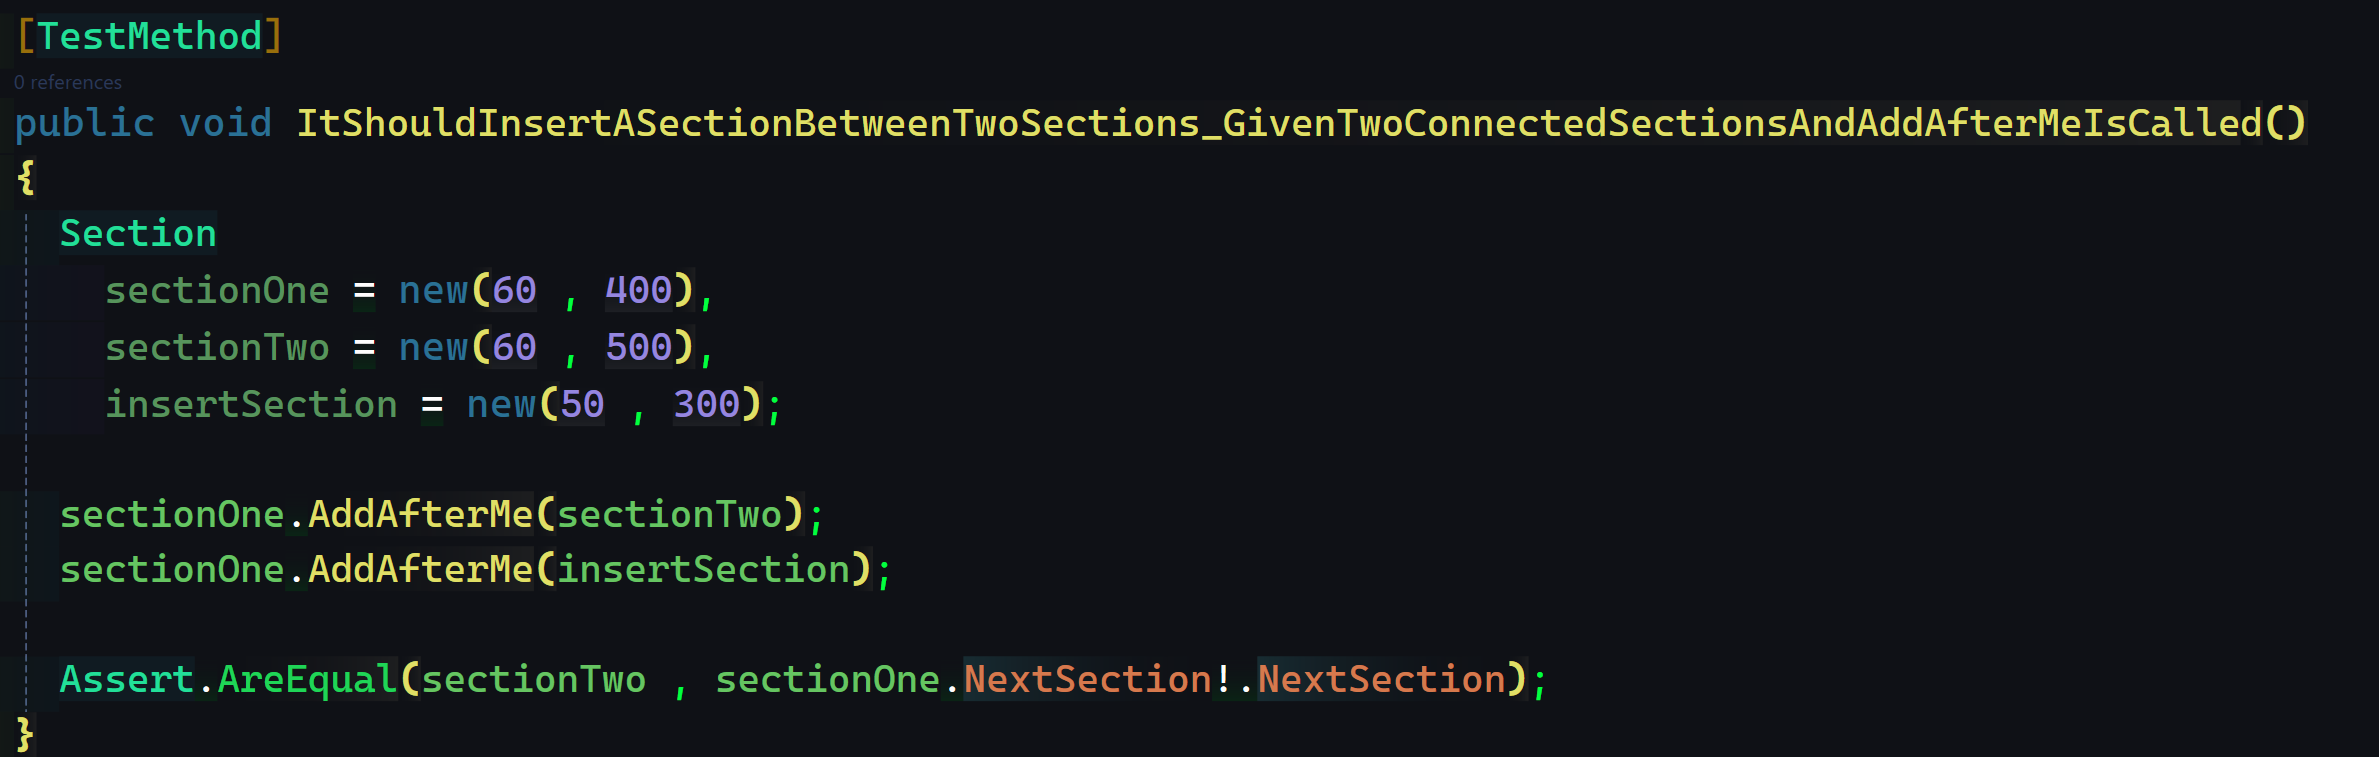 [TestMethod]
0 references
public void ItShouldInsertASectionBetweenTwoSections_GivenTwoConnectedSectionsAndAddAfterMeIsCalled()
{
Section
sectionOne = new(60 , 400),
sectionTwo = new(60 , 500),
insertSection = new(50 , 300);
sectionOne.AddAfterMe(sectionTwo);
sectionOne.AddAfterMe(insertSection);
Assert.AreEqual(sectionTwo , sectionOne.NextSection!.NextSection);
}